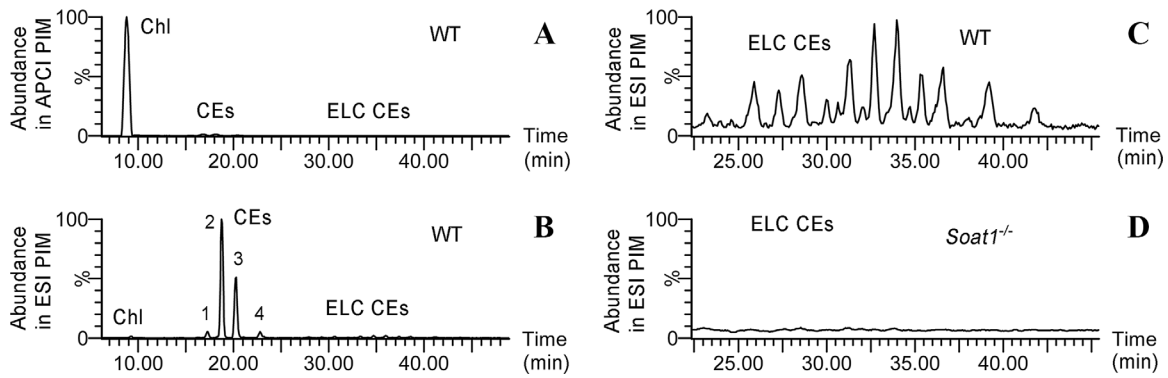 Abundance
in APCI PIM
%
100
0
Chl
CEs
ELC CEs
WT
A
10.00 20.00 30.00 40.00
Time
(min)
Abundance
in ESI PIM
%
100
0
Chl
1
2
CEs
3
4
ELC CEs
WT
B
10.00 20.00 30.00 40.00
Time
(min)
Abundance
in ESI PIM
%
100
0
ELC CEs
WT
C
25.00 30.00 35.00 40.00
Time
(min)
Abundance
in ESI PIM
%
100
0
ELC CEs
Soat1-/-
D
25.00 30.00 35.00 40.00
Time
(min)